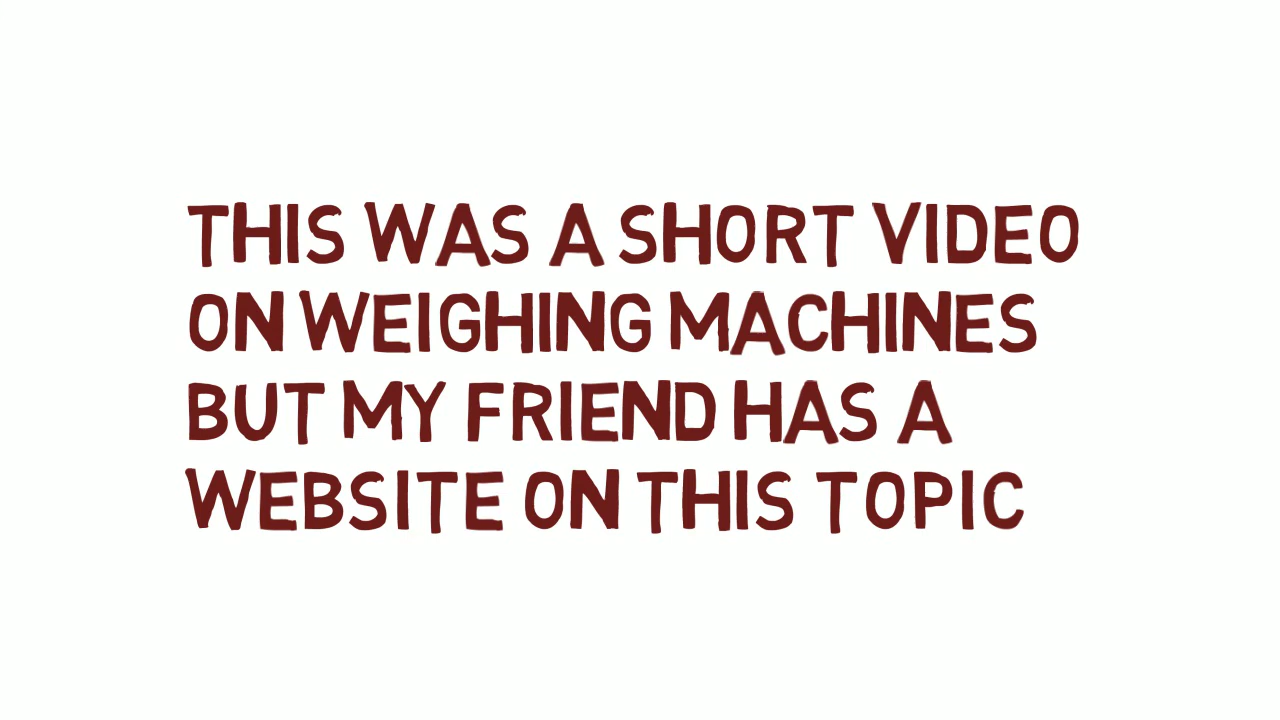 THIS WAS A SHORT VIDEO
ON WEIGHING MACHINES
BUT MY FRIEND HAS A
WEBSITE ON THIS TOPIC